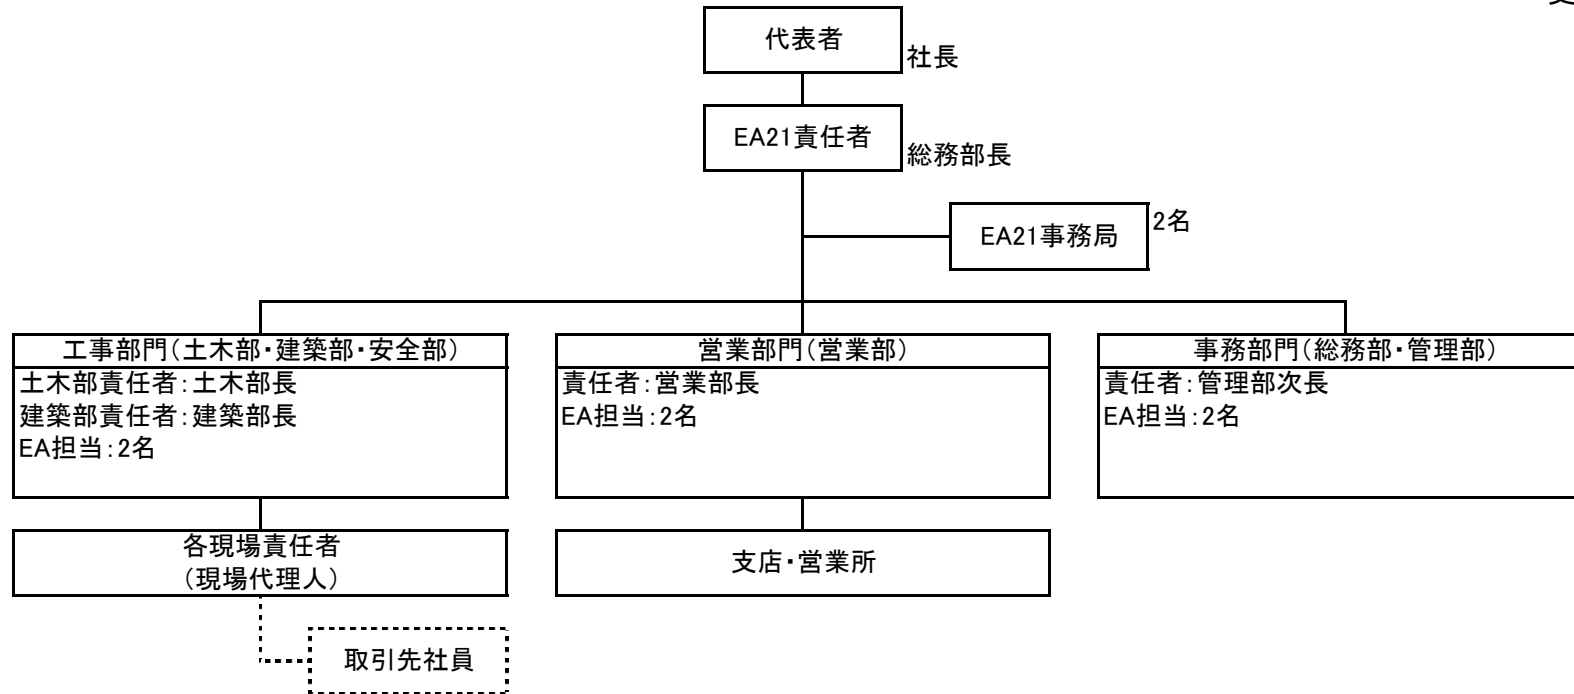 代表者
社長
EA21責任者
総務部長
EA21事務局
2名
工事部門(土木部・建築部・安全部)
土木部責任者:土木部長
建築部責任者:建築部長
EA担当:2名
営業部門(営業部)
責任者:営業部長
EA担当:2名
事務部門(総務部・管理部)
責任者:管理部次長
EA担当:2名
各現場責任者
(現場代理人)
支店・営業所
取引先社員